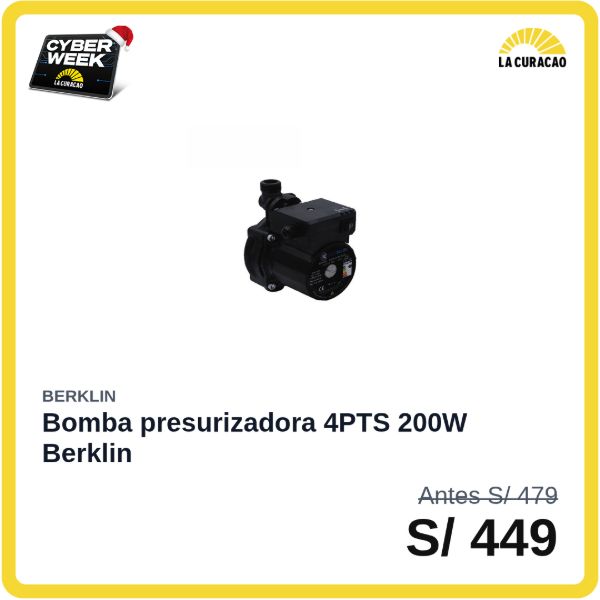 CYBER
WEEK
LA CURACAO
LA CURACAO
BERKLIN
Bomba presurizadora 4PTS 200W
Berklin
Antes S/ 479
S/ 449